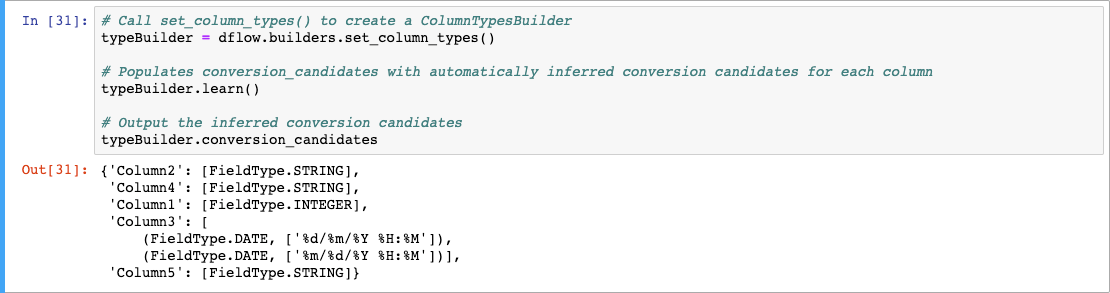 In [31]: # Call set_column_types() to create a ColumnTypesBuilder
typeBuilder = dflow.builders.set_column_types()
# Populates conversion_candidates with automatically inferred conversion candidates for each column
typeBuilder.learn()
# Output the inferred conversion candidates
typeBuilder.conversion_candidates
Out[31]: {'Column2': [FieldType.STRING],
'Column4': [FieldType.STRING],
'Column1': [FieldType.INTEGER],
'Column3': [
(FieldType.DATE, ['%d/%m/%Y %H:%M']),
(FieldType.DATE, ['%m/%d/%Y %H:%M'])],
'Column5': [FieldType.STRING]}